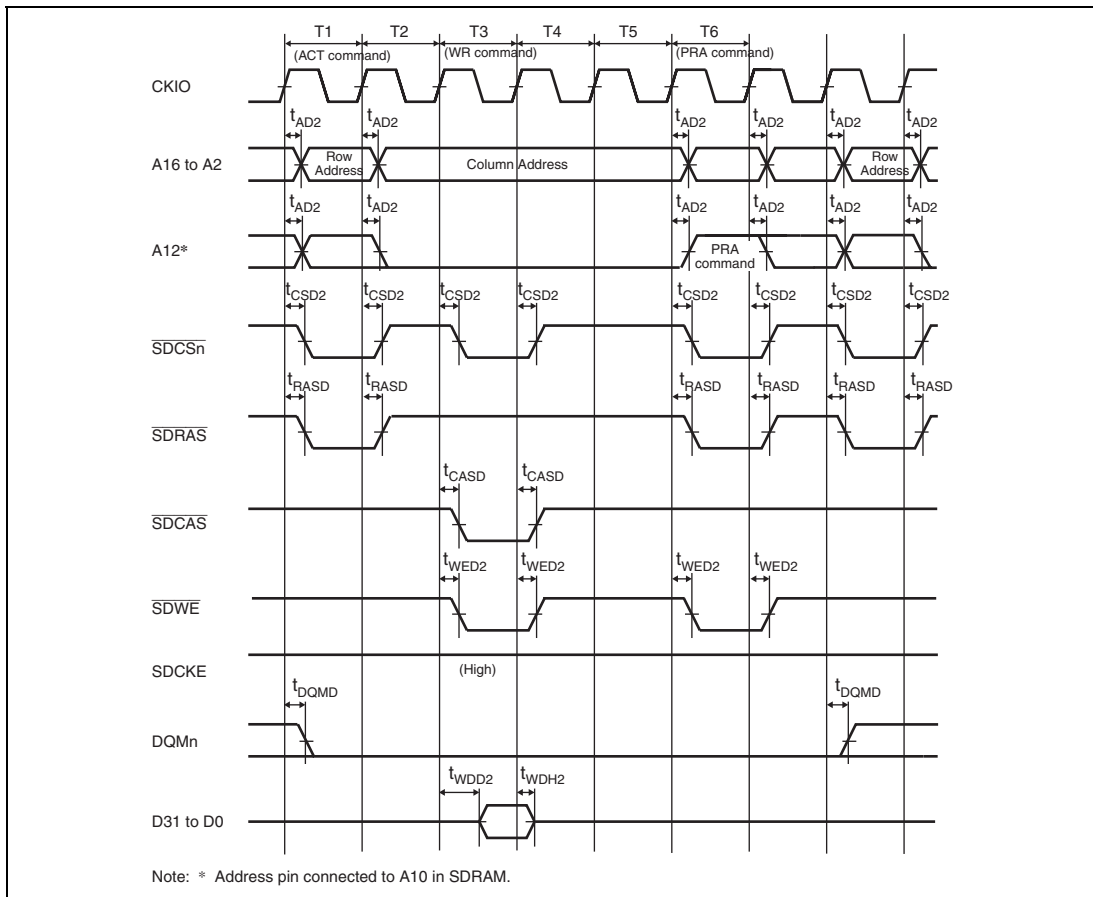 T1 T2 T3 T4 T5 T6
(ACT command) (WR command) (PRA command)
CKIO
tAD2 tAD2 tAD2 tAD2 tAD2 tAD2
A16 to A2 Row Address Column Address Row Address
tAD2 tAD2 tAD2 tAD2 tAD2 tAD2
A12* PRA command
tCSD2 tCSD2 tCSD2 tCSD2 tCSD2 tCSD2 tCSD2 tCSD2
SDCSn
tRASD tRASD tRASD tRASD tRASD tRASD
SDRAS
tCASD tCASD
SDCAS
tWED2 tWED2 tWED2 tWED2
SDWE
SDCKE (High)
tDQMD tDQMD
DQMn
tWDD2 tWDH2
D31 to D0
Note: * Address pin connected to A10 in SDRAM.